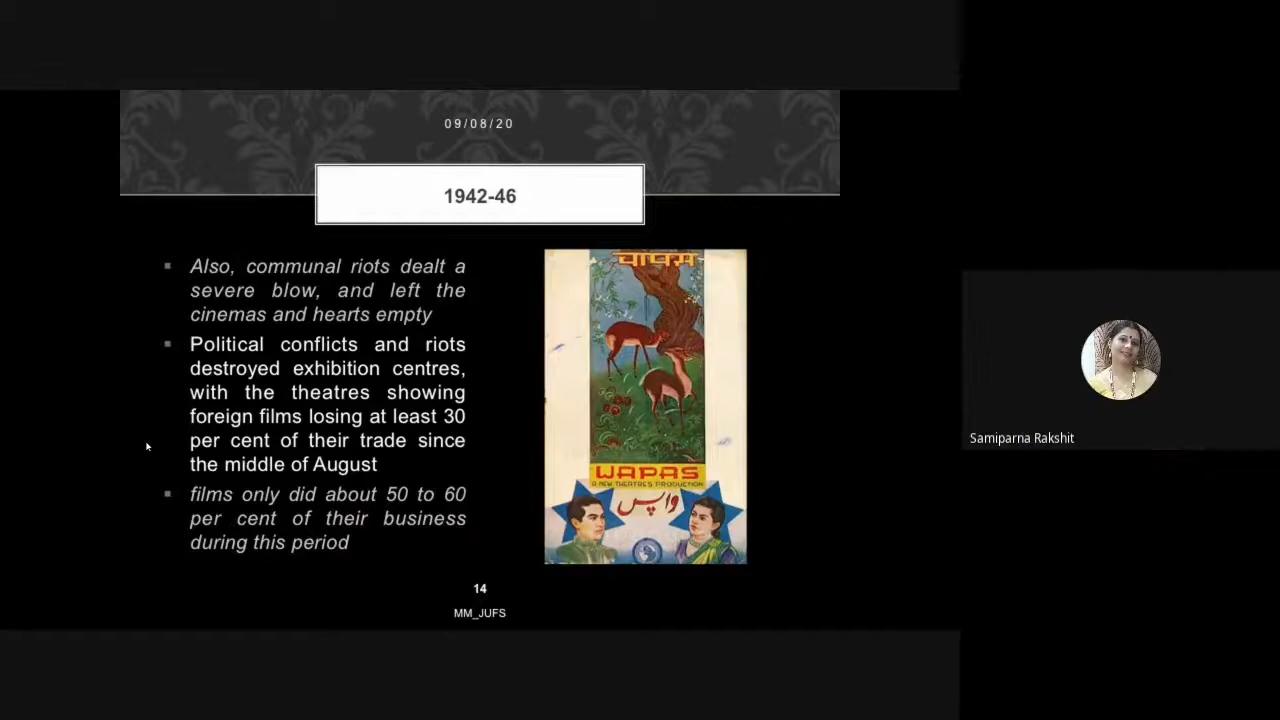 09/08/20
1942-46
Also, communal riots dealt a
severe blow, and left the
cinemas and hearts empty
Political conflicts and riots
destroyed exhibition centres,
with the theatres showing
foreign films losing at least 30
per cent of their trade since
the middle of August
films only did about 50 to 60
per cent of their business
during this period
वापस
WAPAS
A NEW THEATRES PRODUCTION
واپس
14
MM_JUFS
Samiparna Rakshit